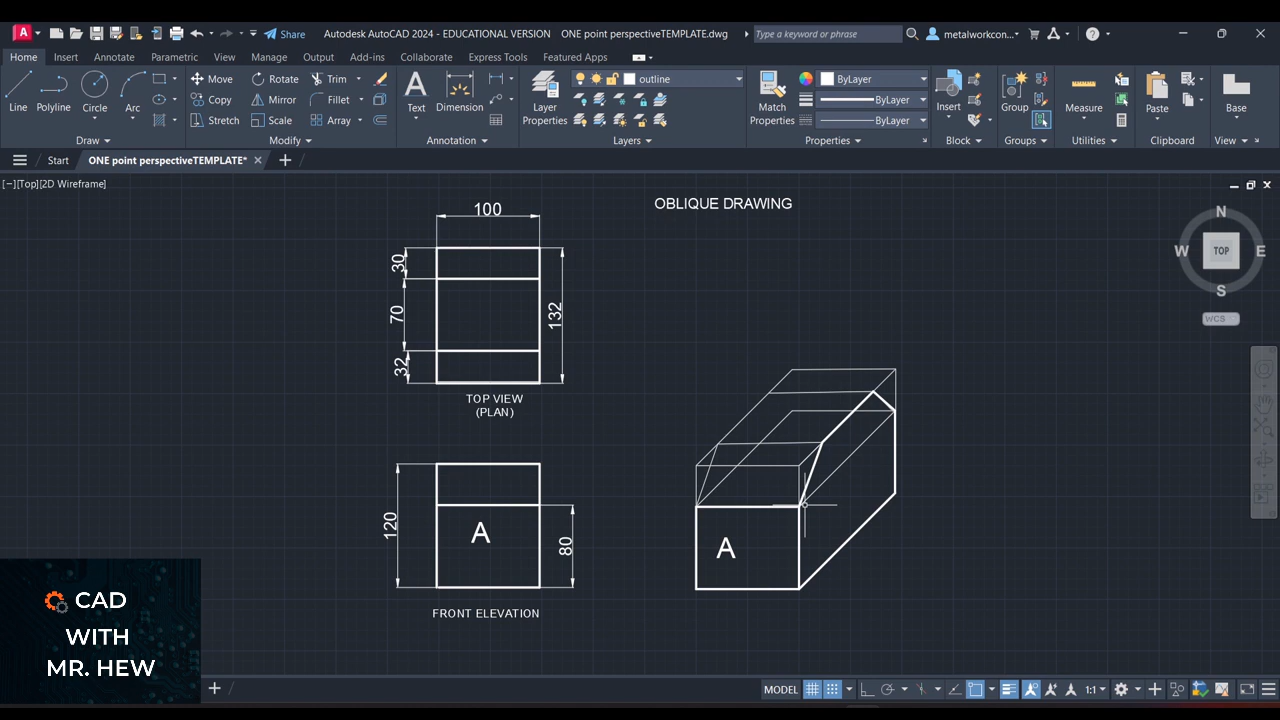 A
Share
Autodesk AutoCAD 2024 - EDUCATIONAL VERSION ONE point perspectiveTEMPLATE.dwg
Type a keyword or phrase
metalworkcon...
Home Insert Annotate Parametric View Manage Output Add-ins Collaborate Express Tools Featured Apps
Line
Polyline
Circle
Arc
Draw
Move Rotate Trim
Copy Mirror Fillet
Stretch Scale Array
Modify
A
Text
Dimension
Annotation
Layer
Properties
outline
Layers
Match
Properties
ByLayer
ByLayer
ByLayer
Properties
Insert
Block
Group
Groups
Measure
Utilities
Paste
Clipboard
Base
View
Start
ONE point perspectiveTEMPLATE*
[−][Top][2D Wireframe]
OBLIQUE DRAWING
N
W TOP E
S
WCS
100
30
70
32
132
TOP VIEW
(PLAN)
120
A
80
FRONT ELEVATION
A
CAD
WITH
MR. HEW
MODEL
1:1